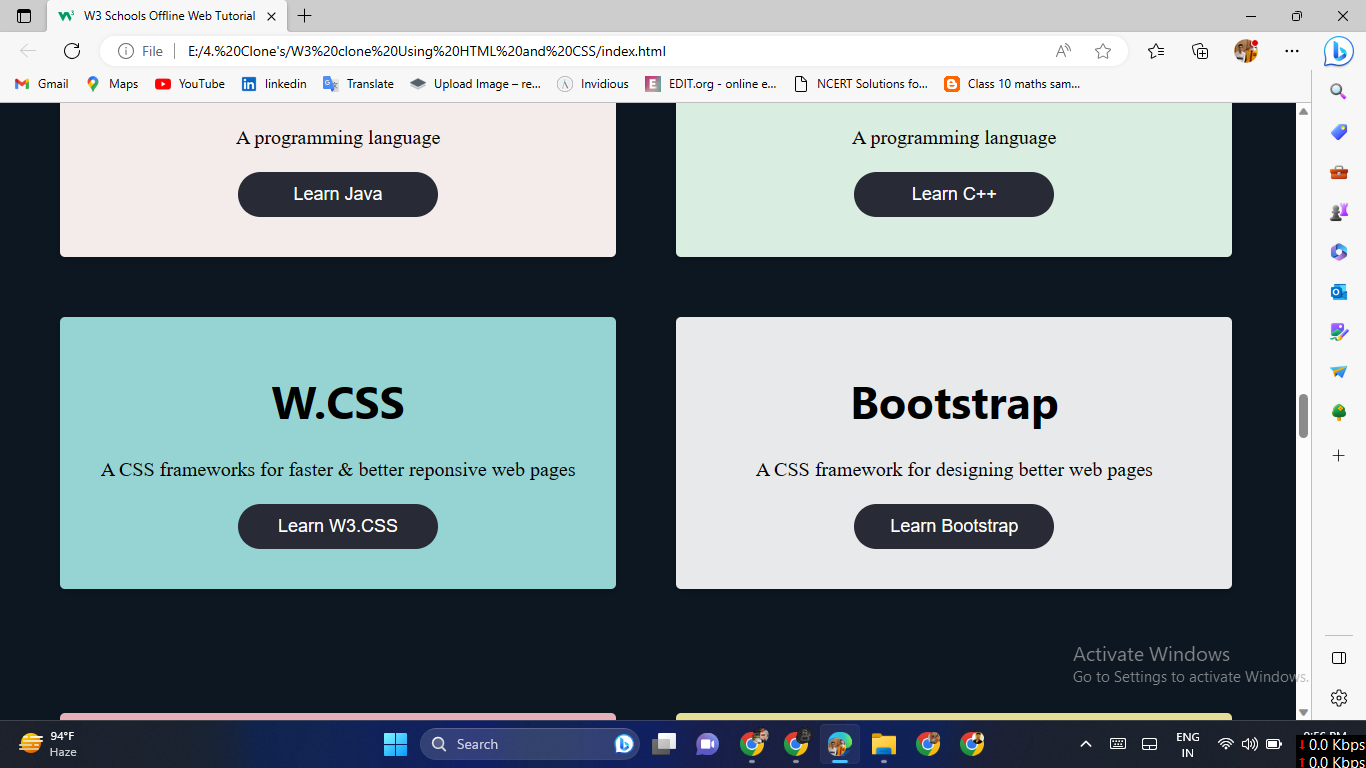 W3 Schools Offline Web Tutorial
File
E:/4.%20Clone's/W3%20clone%20Using%20HTML%20and%20CSS/index.html
Gmail
Maps
YouTube
linkedin
Translate
Upload Image – re...
Invidious
EDIT.org - online e...
NCERT Solutions fo...
Class 10 maths sam...
A programming language
Learn Java
A programming language
Learn C++
W.CSS
A CSS frameworks for faster & better reponsive web pages
Learn W3.CSS
Bootstrap
A CSS framework for designing better web pages
Learn Bootstrap
Activate Windows
Go to Settings to activate Windows.
94°F
Haze
Search
ENG
IN
0.0 Kbps
0.0 Kbps